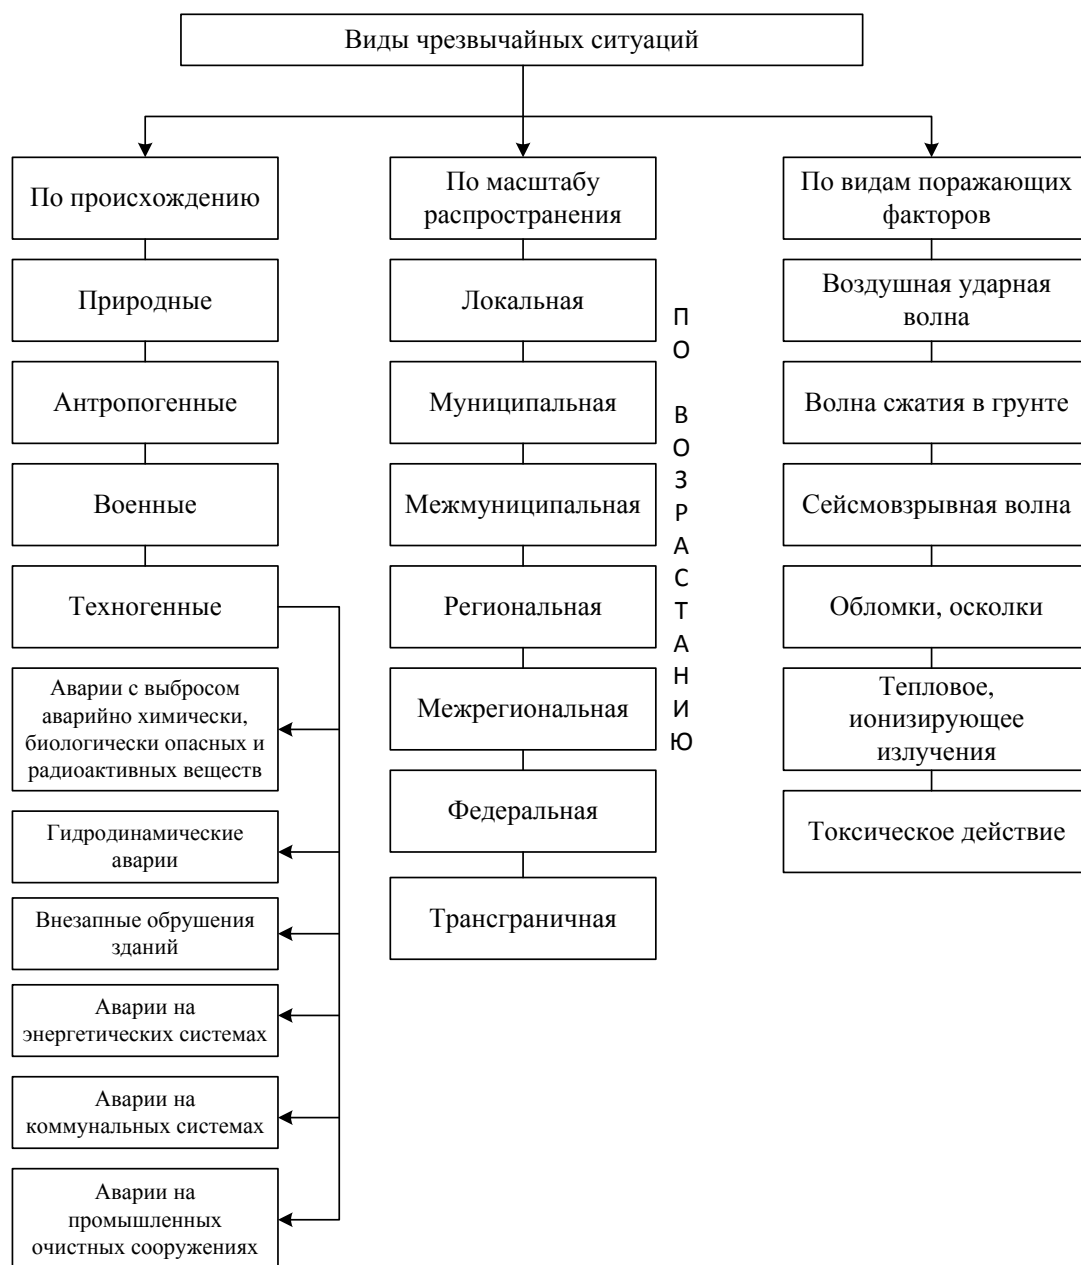 Виды чрезвычайных ситуаций
По происхождению
Природные
Антропогенные
Военные
Техногенные
Аварии с выбросом
аварийно химически,
биологически опасных и
радиоактивных веществ
Гидродинамические
аварии
Внезапные обрушения
зданий
Аварии на
энергетических системах
Аварии на
коммунальных системах
Аварии на
промышленных
очистных сооружениях
По масштабу
распространения
Локальная
Муниципальная
Межмуниципальная
Региональная
Межрегиональная
Федеральная
Трансграничная
ПО ВОЗРАСТАНИЮ
По видам поражающих
факторов
Воздушная ударная
волна
Волна сжатия в грунте
Сейсмовзрывная волна
Обломки, осколки
Тепловое,
ионизирующее
излучения
Токсическое действие